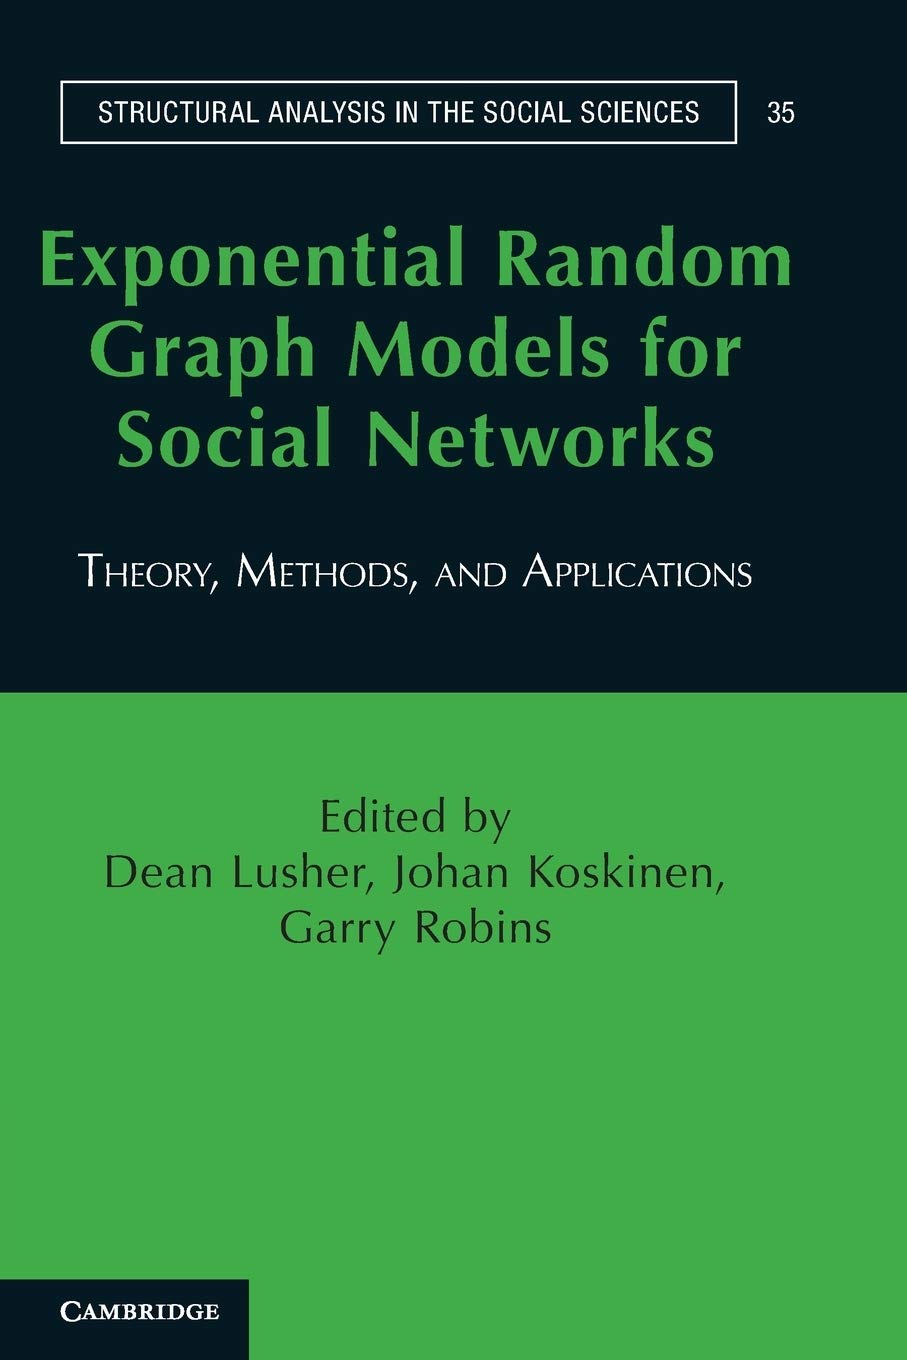 STRUCTURAL ANALYSIS IN THE SOCIAL SCIENCES 35
Exponential Random
Graph Models for
Social Networks
THEORY, METHODS, AND APPLICATIONS
Edited by
Dean Lusher, Johan Koskinen,
Garry Robins
CAMBRIDGE